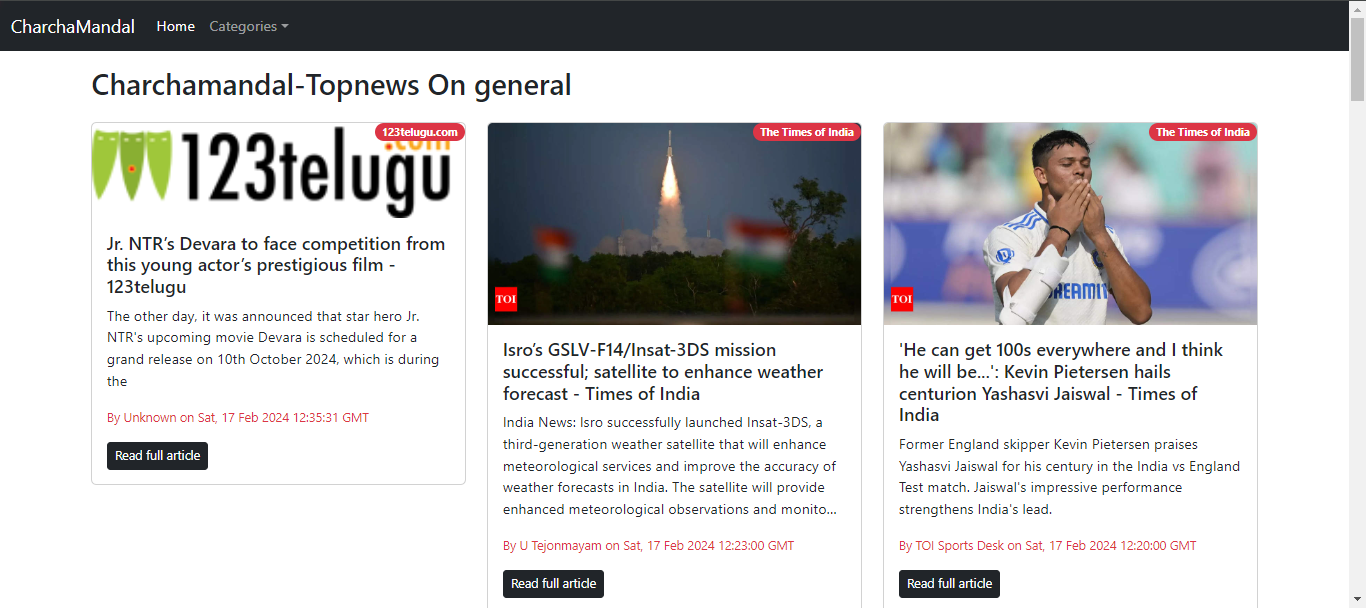 CharchaMandal Home Categories
Charchamandal-Topnews On general
123telugu.com
.com
123telugu
Jr. NTR’s Devara to face competition from
this young actor’s prestigious film -
123telugu
The other day, it was announced that star hero Jr.
NTR's upcoming movie Devara is scheduled for a
grand release on 10th October 2024, which is during
the
By Unknown on Sat, 17 Feb 2024 12:35:31 GMT
Read full article
The Times of India
TOI
Isro’s GSLV-F14/Insat-3DS mission
successful; satellite to enhance weather
forecast - Times of India
India News: Isro successfully launched Insat-3DS, a
third-generation weather satellite that will enhance
meteorological services and improve the accuracy of
weather forecasts in India. The satellite will provide
enhanced meteorological observations and monito...
By U Tejonmayam on Sat, 17 Feb 2024 12:23:00 GMT
Read full article
The Times of India
DREAM11
TOI
'He can get 100s everywhere and I think
he will be...': Kevin Pietersen hails
centurion Yashasvi Jaiswal - Times of
India
Former England skipper Kevin Pietersen praises
Yashasvi Jaiswal for his century in the India vs England
Test match. Jaiswal's impressive performance
strengthens India's lead.
By TOI Sports Desk on Sat, 17 Feb 2024 12:20:00 GMT
Read full article